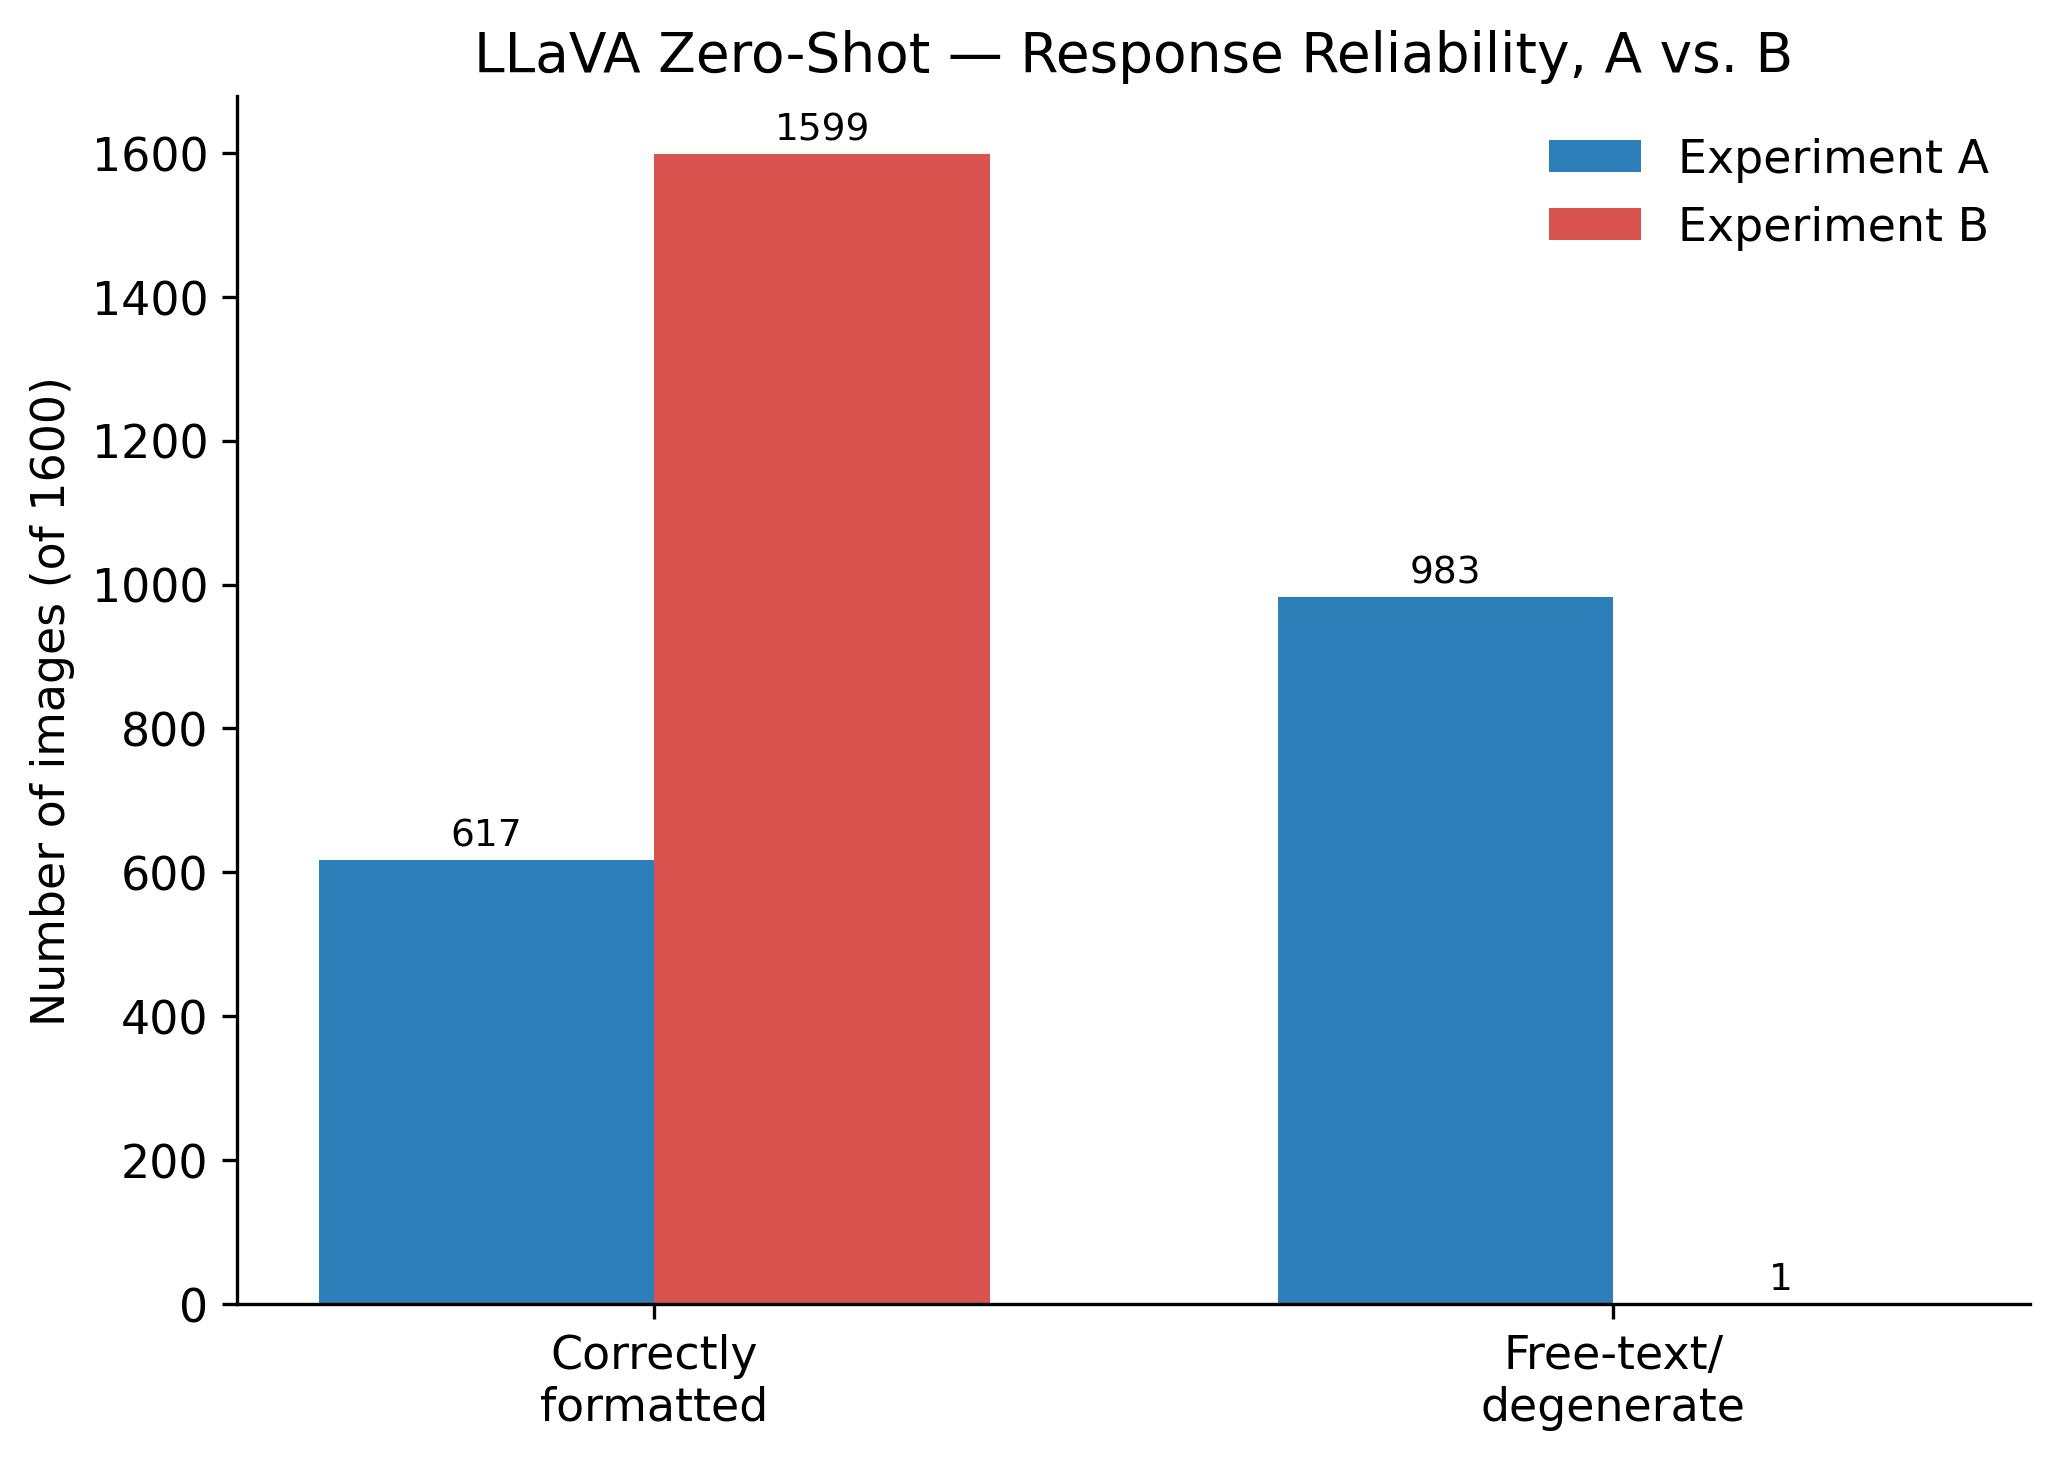 LLaVA Zero-Shot — Response Reliability, A vs. B
Experiment A
Experiment B
Number of images (of 1600)
1600
1400
1200
1000
800
600
400
200
0
617
1599
983
1
Correctly
formatted
Free-text/
degenerate